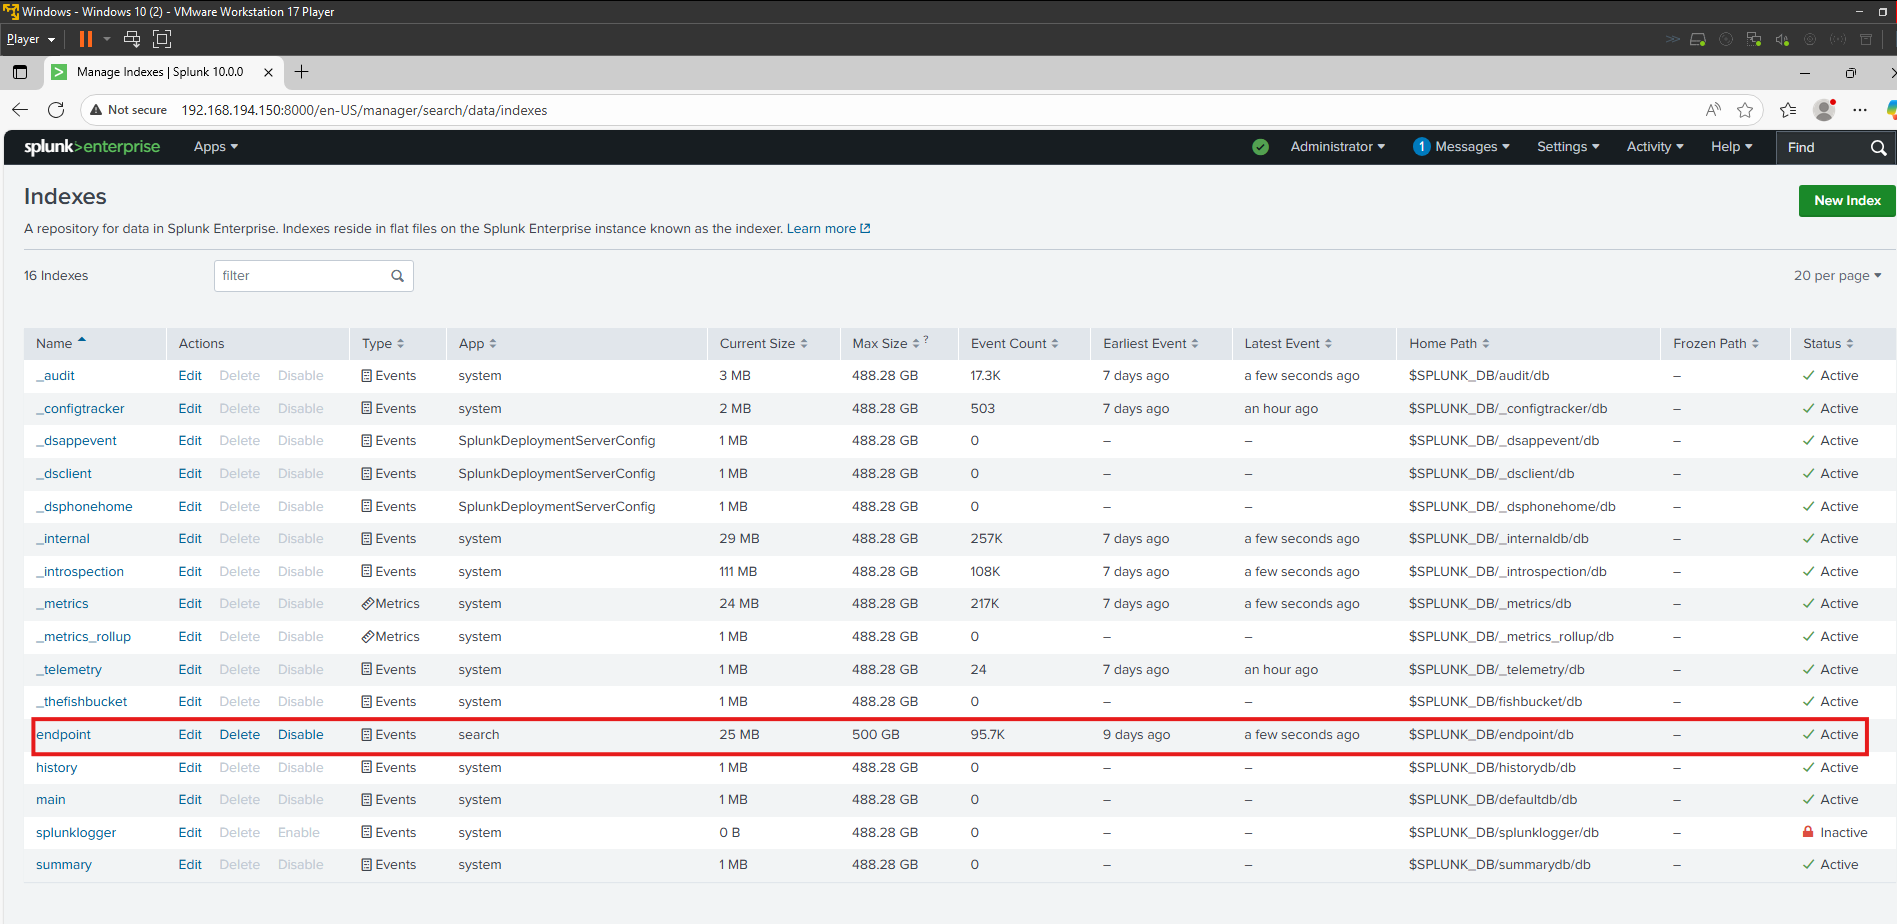 Windows - Windows 10 (2) - VMware Workstation 17 Player
Player
Manage Indexes | Splunk 10.0.0
Not secure 192.168.194.150:8000/en-US/manager/search/data/indexes
splunk>enterprise Apps Administrator 1 Messages Settings Activity Help Find
Indexes
New Index
A repository for data in Splunk Enterprise. Indexes reside in flat files on the Splunk Enterprise instance known as the indexer. Learn more
16 Indexes filter 20 per page
Name Actions Type App Current Size Max Size ? Event Count Earliest Event Latest Event Home Path Frozen Path Status
_audit Edit Delete Disable Events system 3 MB 488.28 GB 17.3K 7 days ago a few seconds ago $SPLUNK_DB/audit/db – Active
_configtracker Edit Delete Disable Events system 2 MB 488.28 GB 503 7 days ago an hour ago $SPLUNK_DB/_configtracker/db – Active
_dsappevent Edit Delete Disable Events SplunkDeploymentServerConfig 1 MB 488.28 GB 0 – – $SPLUNK_DB/_dsappevent/db – Active
_dsclient Edit Delete Disable Events SplunkDeploymentServerConfig 1 MB 488.28 GB 0 – – $SPLUNK_DB/_dsclient/db – Active
_dsphonehome Edit Delete Disable Events SplunkDeploymentServerConfig 1 MB 488.28 GB 0 – – $SPLUNK_DB/_dsphonehome/db – Active
_internal Edit Delete Disable Events system 29 MB 488.28 GB 257K 7 days ago a few seconds ago $SPLUNK_DB/_internaldb/db – Active
_introspection Edit Delete Disable Events system 111 MB 488.28 GB 108K 7 days ago a few seconds ago $SPLUNK_DB/_introspection/db – Active
_metrics Edit Delete Disable Metrics system 24 MB 488.28 GB 217K 7 days ago a few seconds ago $SPLUNK_DB/_metrics/db – Active
_metrics_rollup Edit Delete Disable Metrics system 1 MB 488.28 GB 0 – – $SPLUNK_DB/_metrics_rollup/db – Active
_telemetry Edit Delete Disable Events system 1 MB 488.28 GB 24 7 days ago an hour ago $SPLUNK_DB/_telemetry/db – Active
_thefishbucket Edit Delete Disable Events system 1 MB 488.28 GB 0 – – $SPLUNK_DB/fishbucket/db – Active
endpoint Edit Delete Disable Events search 25 MB 500 GB 95.7K 9 days ago a few seconds ago $SPLUNK_DB/endpoint/db – Active
history Edit Delete Disable Events system 1 MB 488.28 GB 0 – – $SPLUNK_DB/historydb/db – Active
main Edit Delete Disable Events system 1 MB 488.28 GB 0 – – $SPLUNK_DB/defaultdb/db – Active
splunklogger Edit Delete Enable Events system 0 B 488.28 GB 0 – – $SPLUNK_DB/splunklogger/db – Inactive
summary Edit Delete Disable Events system 1 MB 488.28 GB 0 – – $SPLUNK_DB/summarydb/db – Active